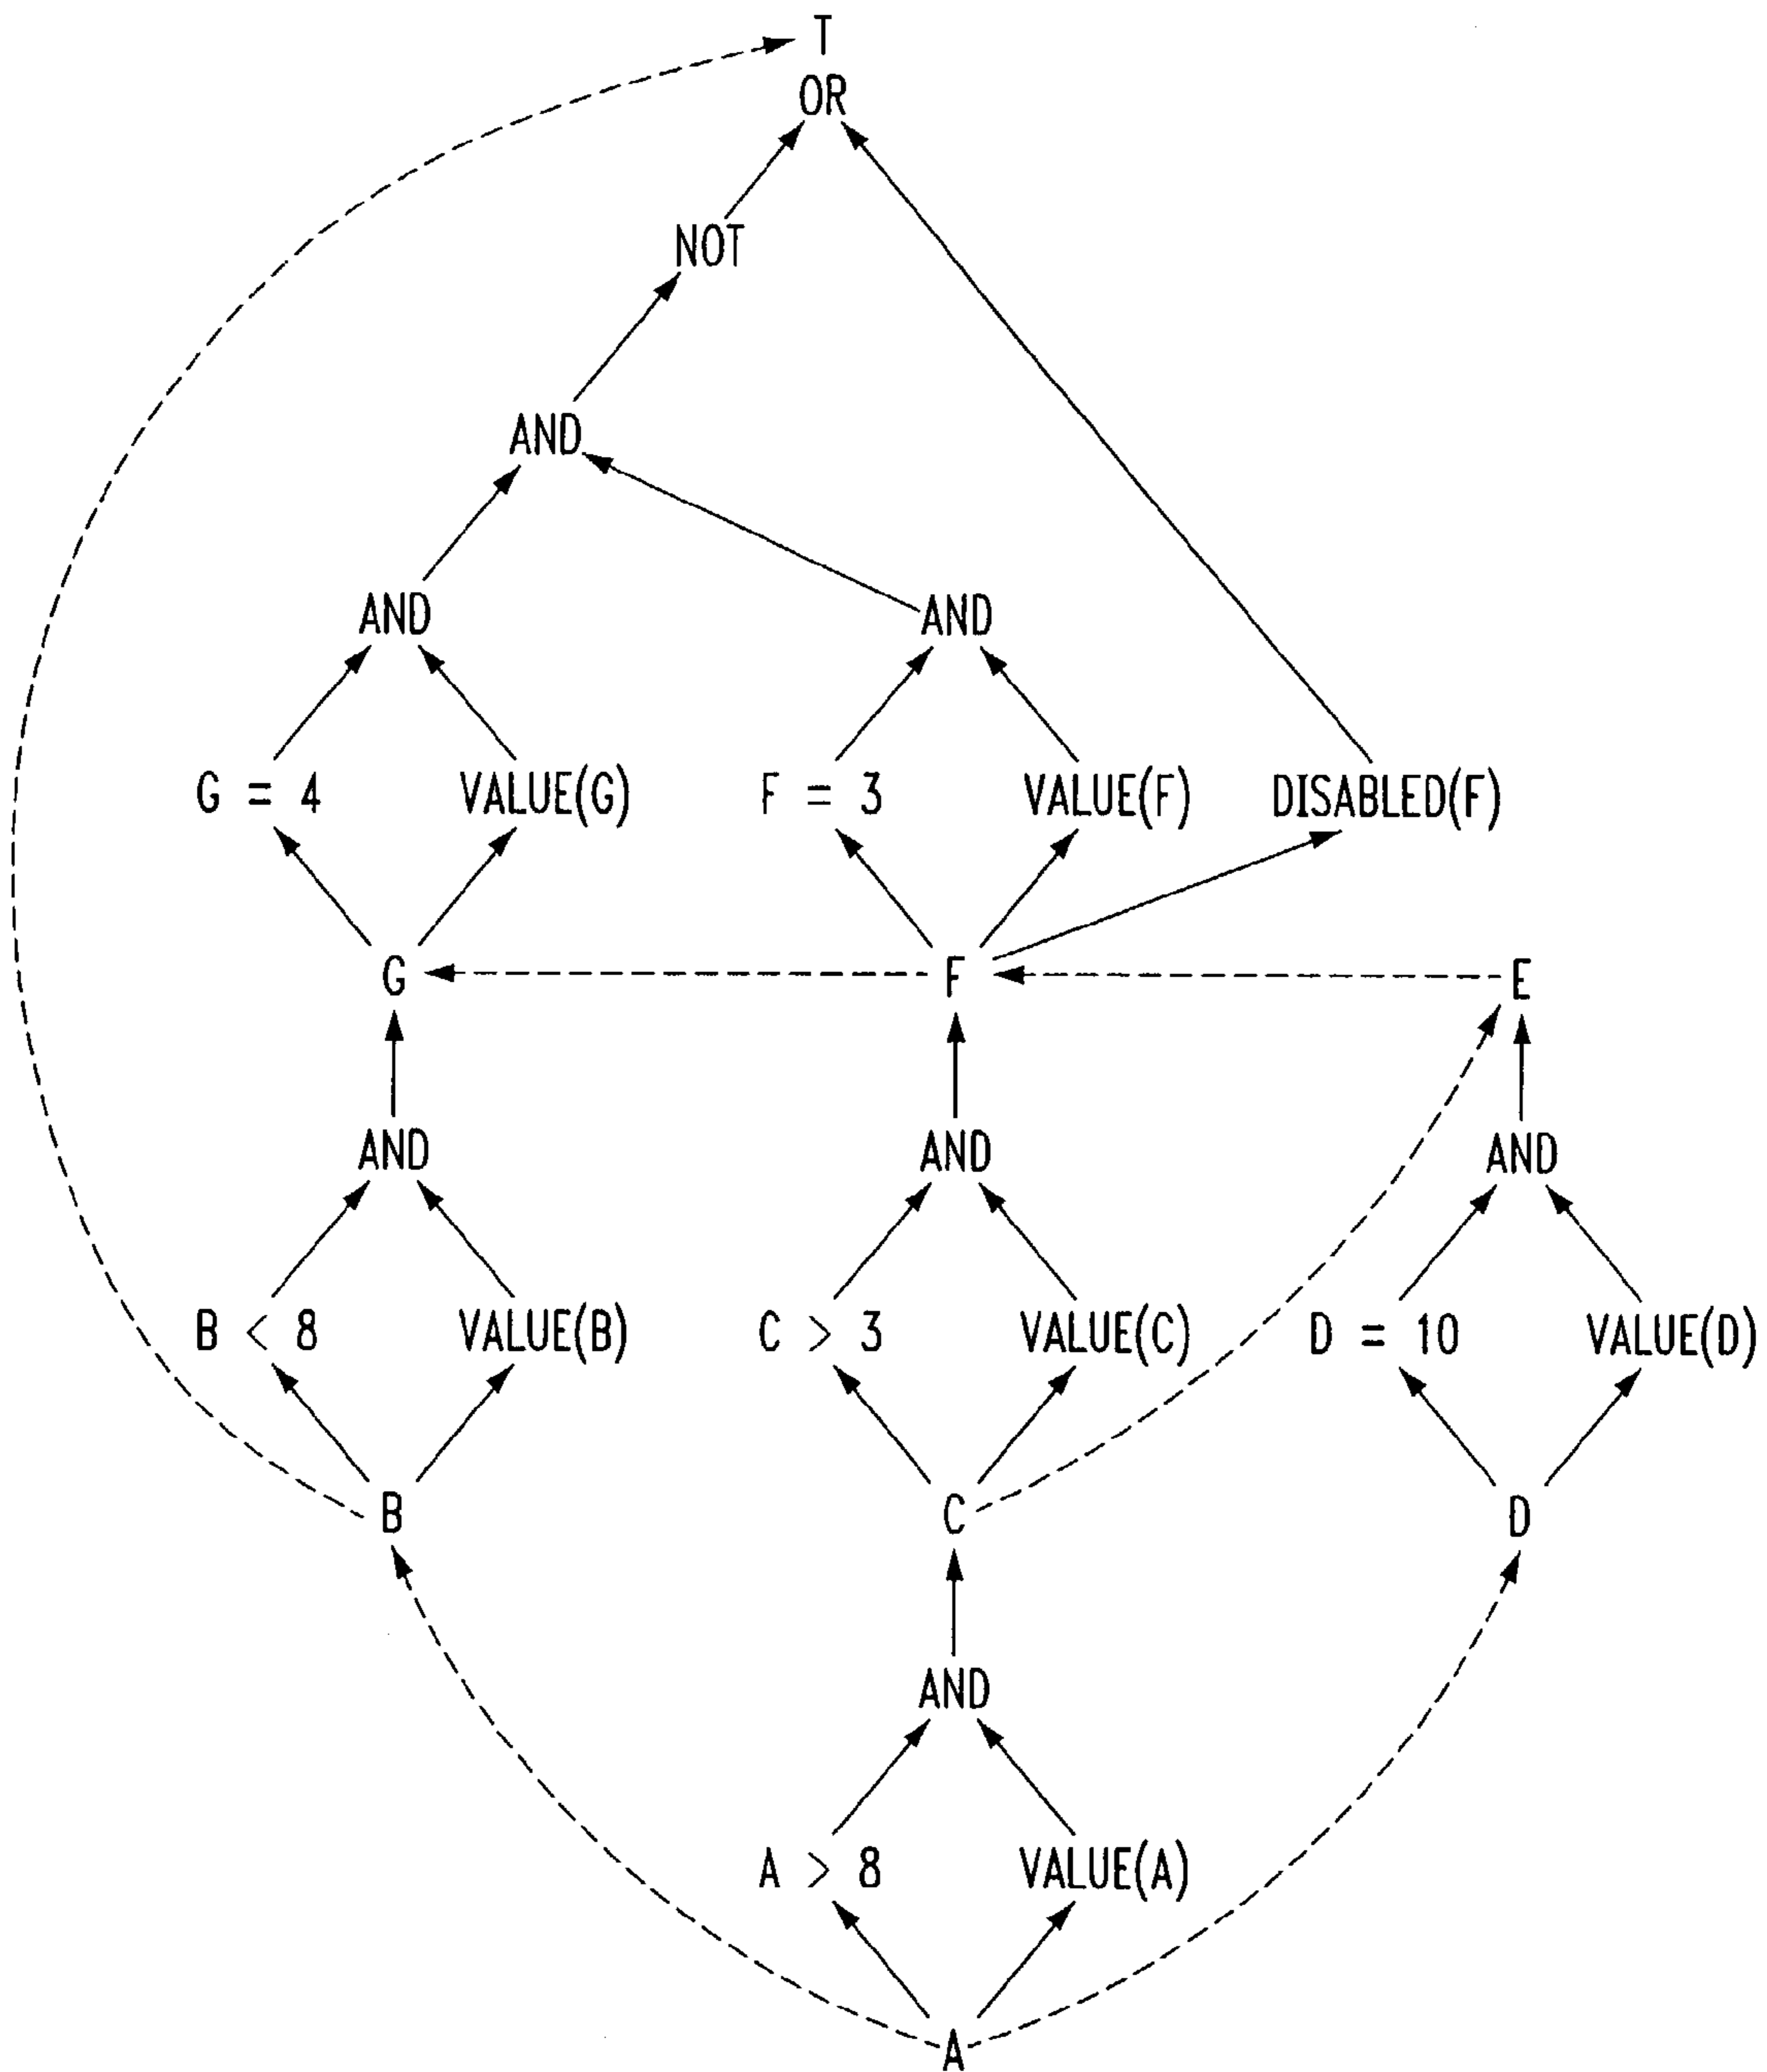 T
OR
NOT
AND
AND AND
G = 4 VALUE(G) F = 3 VALUE(F) DISABLED(F)
G F E
AND AND AND
B < 8 VALUE(B) C > 3 VALUE(C) D = 10 VALUE(D)
B C D
AND
A > 8 VALUE(A)
A